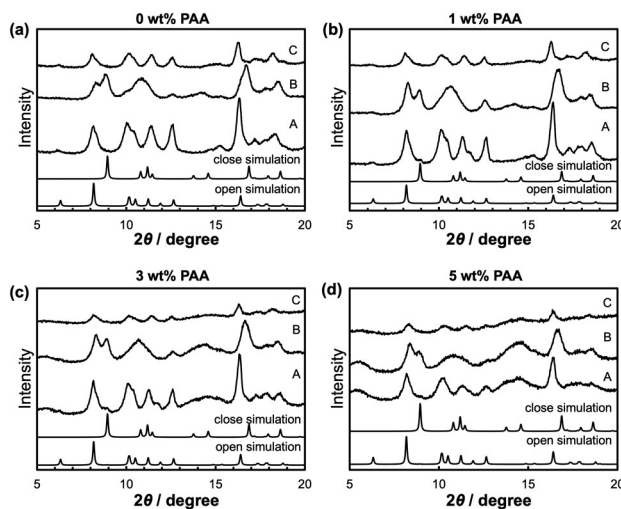 (a)
0 wt% PAA
Intensity
C
B
A
close simulation
open simulation
5 10 15 20
2θ / degree
(b)
1 wt% PAA
Intensity
C
B
A
close simulation
open simulation
5 10 15 20
2θ / degree
(c)
3 wt% PAA
Intensity
C
B
A
close simulation
open simulation
5 10 15 20
2θ / degree
(d)
5 wt% PAA
Intensity
C
B
A
close simulation
open simulation
5 10 15 20
2θ / degree